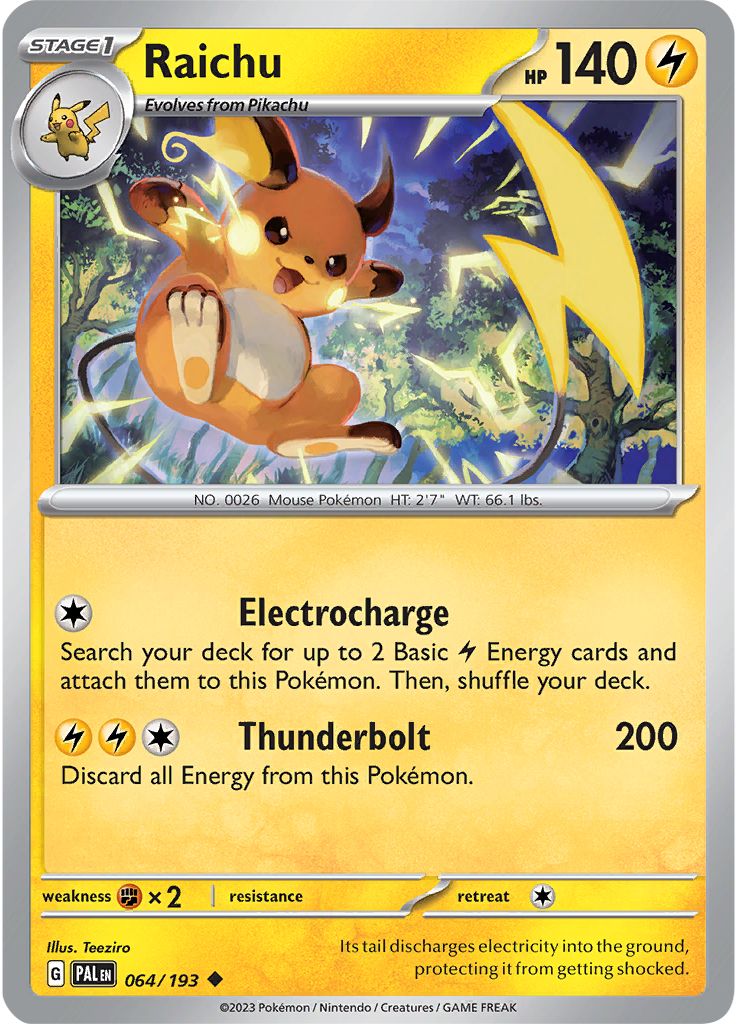 STAGE 1
Raichu
HP 140
Evolves from Pikachu
NO. 0026 Mouse Pokémon HT: 2'7" WT: 66.1 lbs.
Electrocharge
Search your deck for up to 2 Basic Energy cards and
attach them to this Pokémon. Then, shuffle your deck.
Thunderbolt 200
Discard all Energy from this Pokémon.
weakness ×2 resistance retreat
Illus. Teeziro
Its tail discharges electricity into the ground,
protecting it from getting shocked.
G PAL EN 064/193
©2023 Pokémon / Nintendo / Creatures / GAME FREAK